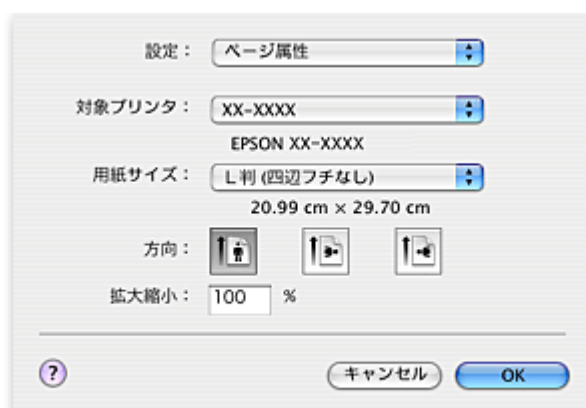 設定： ページ属性
対象プリンタ： XX-XXXX
EPSON XX-XXXX
用紙サイズ： L判 (四辺フチなし)
20.99 cm × 29.70 cm
方向：
拡大縮小： 100 %
? キャンセル OK